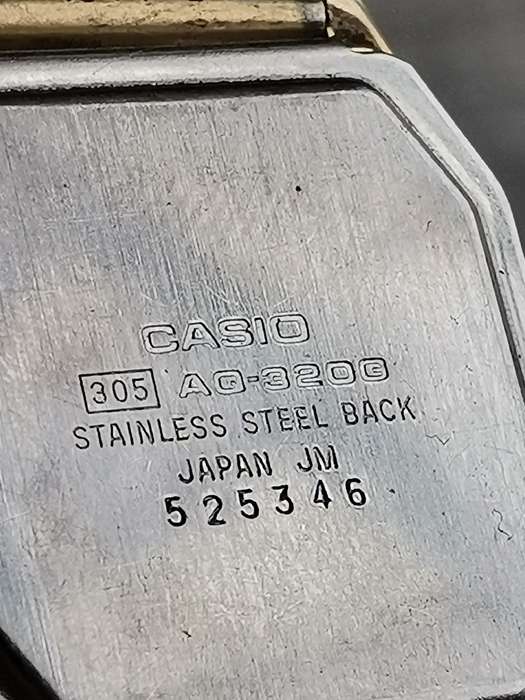 CASIO
305 AQ-320G
STAINLESS STEEL BACK
JAPAN JM
525346